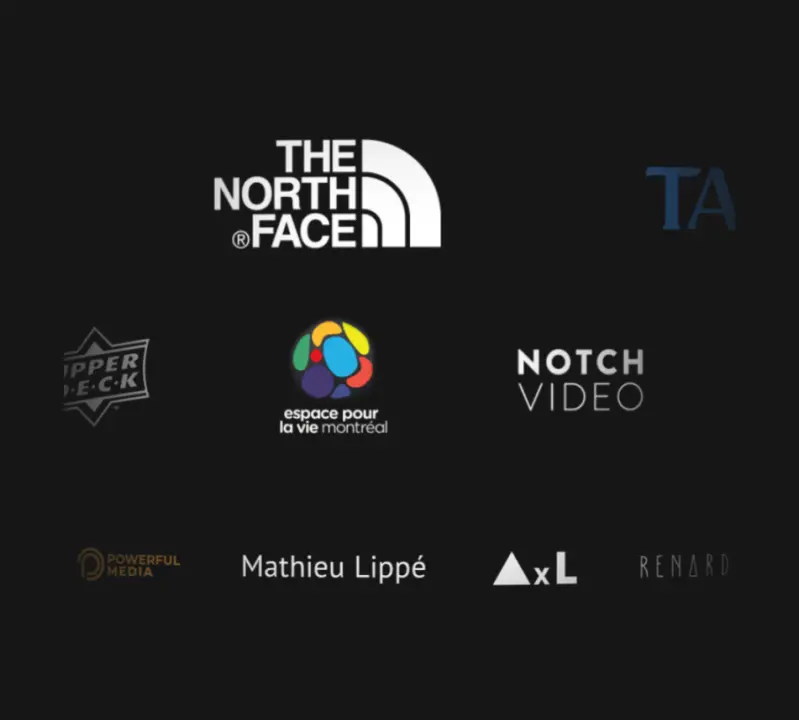 THE
NORTH
®FACE
TA
UPPER
D·E·C·K
espace pour
la vie montréal
NOTCH
VIDEO
POWERFUL
MEDIA
Mathieu Lippé
▲xL
RENARD